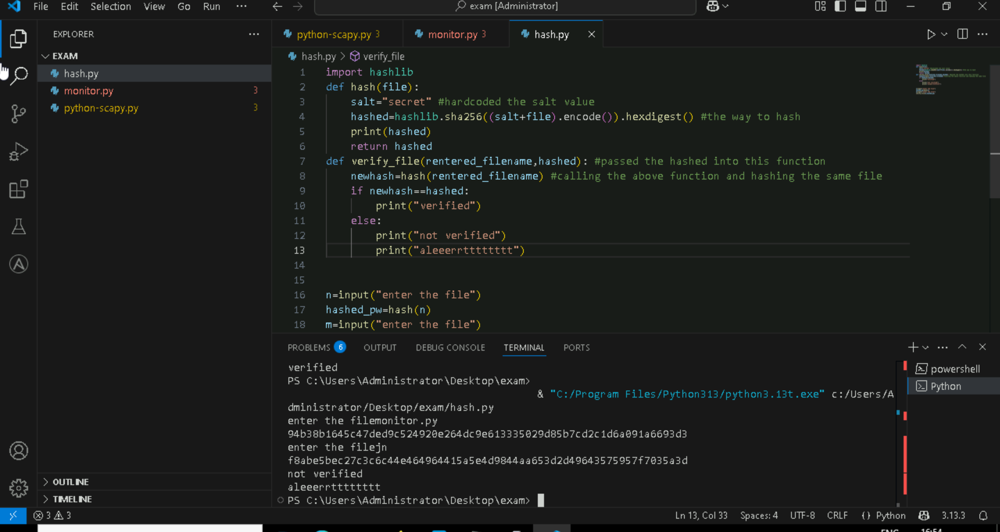 File Edit Selection View Go Run ··· exam [Administrator]
EXPLORER ···
EXAM
hash.py
monitor.py 3
python-scapy.py 3
OUTLINE
TIMELINE
python-scapy.py 3 monitor.py 3 hash.py
hash.py > verify_file
1 import hashlib
2 def hash(file):
3 salt="secret" #hardcoded the salt value
4 hashed=hashlib.sha256((salt+file).encode()).hexdigest() #the way to hash
5 print(hashed)
6 return hashed
7 def verify_file(rentered_filename,hashed): #passed the hashed into this function
8 newhash=hash(rentered_filename) #calling the above function and hashing the same file
9 if newhash==hashed:
10 print("verified")
11 else:
12 print("not verified")
13 print("aleeerrttttttttt")
14
15
16 n=input("enter the file")
17 hashed_pw=hash(n)
18 m=input("enter the file")
PROBLEMS 6 OUTPUT DEBUG CONSOLE TERMINAL PORTS
verified
PS C:\Users\Administrator\Desktop\exam>
& "C:/Program Files/Python313/python3.13t.exe" c:/Users/A
dministrator/Desktop/exam/hash.py
enter the filemonitor.py
94b38b1645c47ded9c524920e264dc9e613335029d85b7cd2c1d6a091a6693d3
enter the filejn
f8abe5bec27c3c6c44e464964415a5e4d9844aa653d2d49643575957f7035a3d
not verified
aleeerrttttttttt
PS C:\Users\Administrator\Desktop\exam>
powershell
Python
3 3 Ln 13, Col 33 Spaces: 4 UTF-8 CRLF {} Python 3.13.3
ENG 16:54